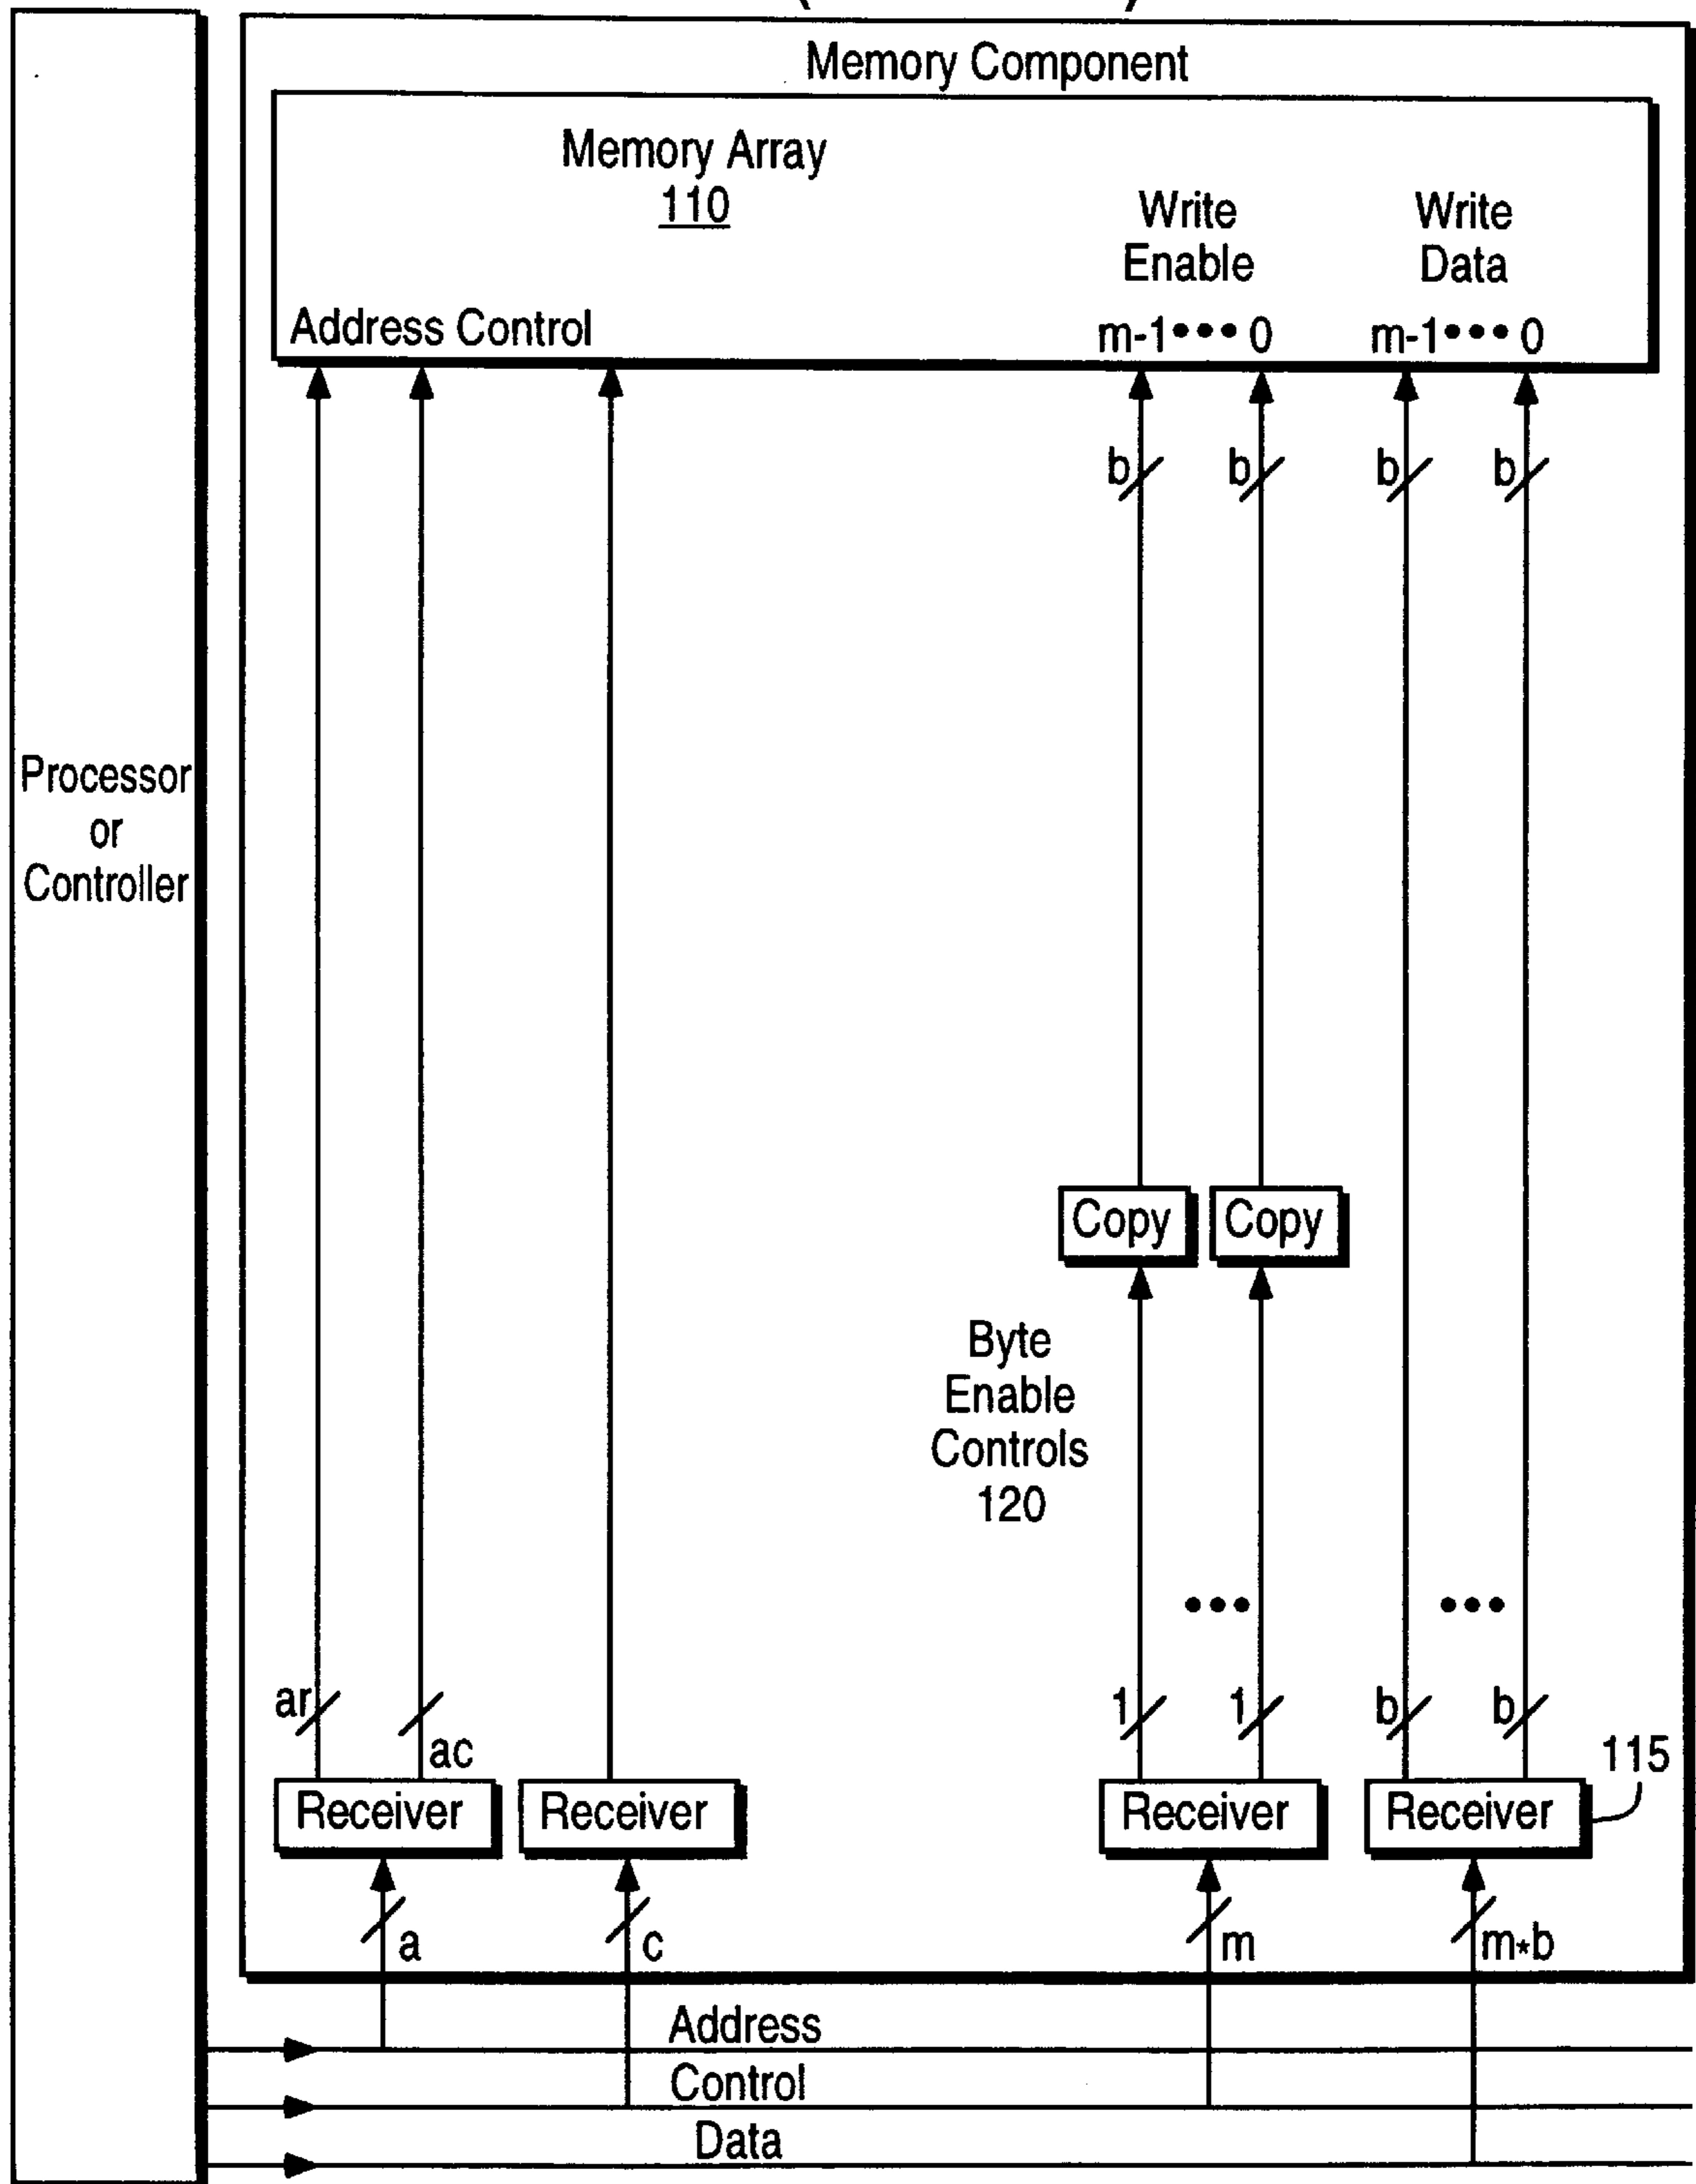 Memory Component
Memory Array
110
Write
Enable
Write
Data
Address Control
m-1••• 0
m-1••• 0
b
b
b
b
Processor
or
Controller
Copy
Copy
Byte
Enable
Controls
120
•••
•••
ar
ac
1
1
b
b
115
Receiver
Receiver
Receiver
Receiver
a
c
m
m*b
Address
Control
Data